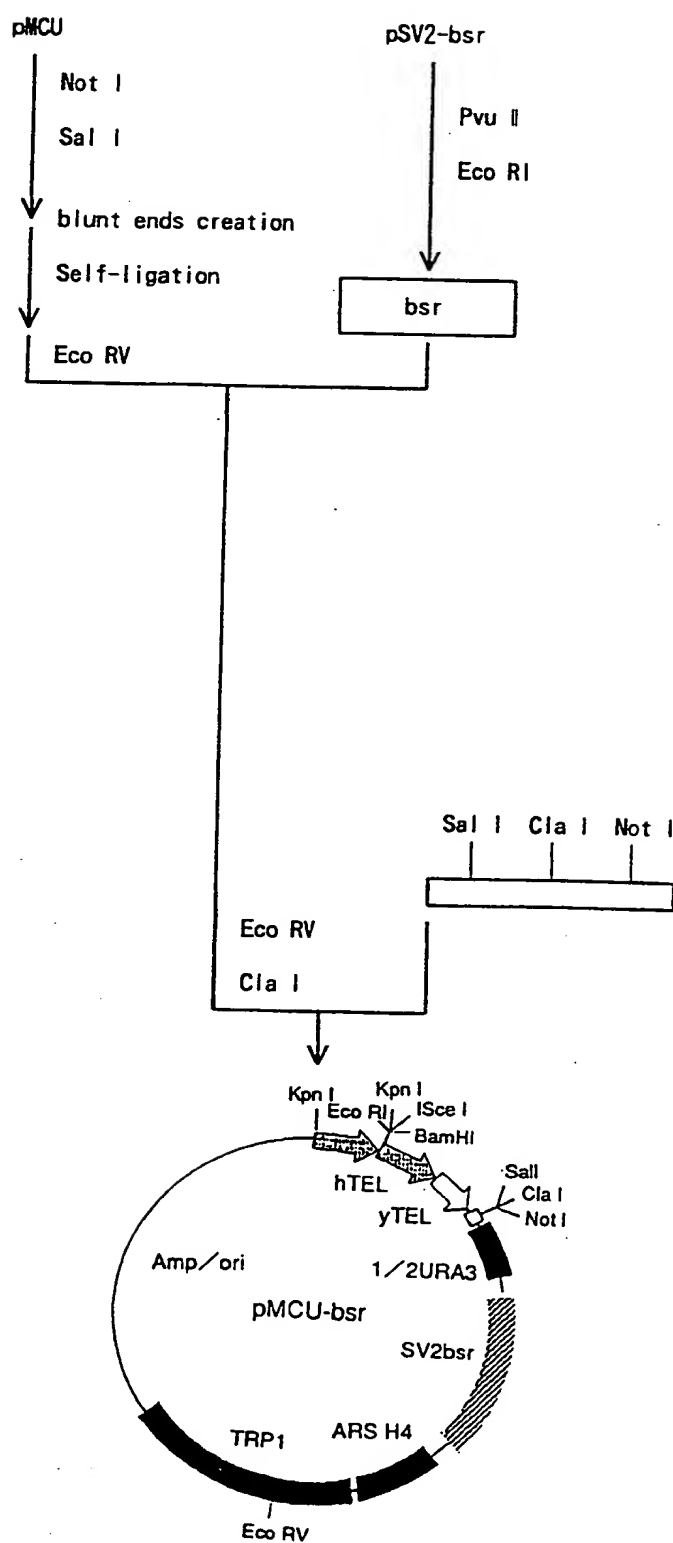 pMCU
pSV2-bsr
Not I
Sal I
Pvu II
Eco RI
blunt ends creation
Self-ligation
bsr
Eco RV
Sal I Cla I Not I
Eco RV
Cla I
Kpn I
Kpn I
Eco RI
ISce I
BamHI
hTEL
SalI
Cla I
Not I
yTEL
Amp/ori
1/2URA3
pMCU-bsr
SV2bsr
TRP1
ARS H4
Eco RV